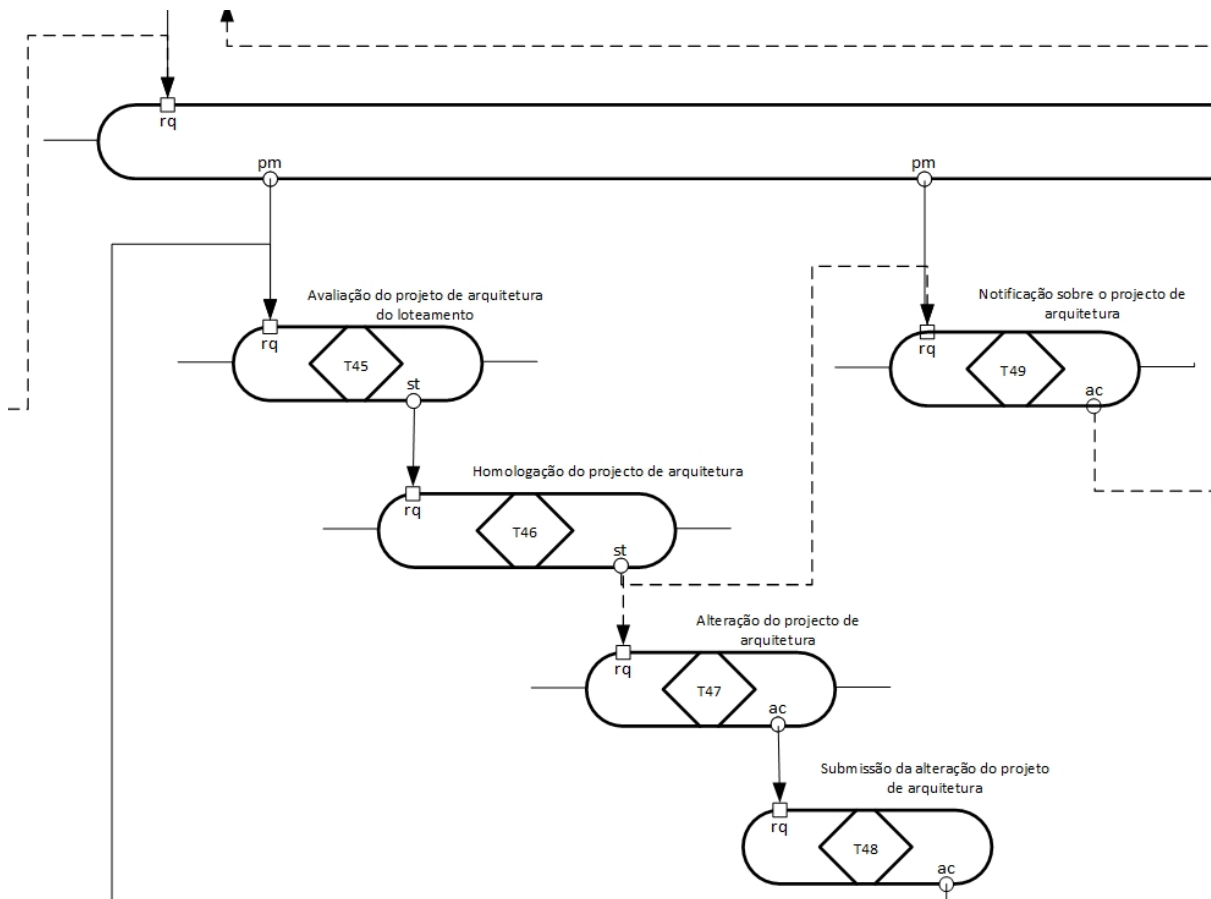 rq
pm
pm
Avaliação do projeto de arquitetura
do loteamento
Notificação sobre o projecto de
arquitetura
rq
T45
st
rq
T49
ac
Homologação do projecto de arquitetura
rq
T46
st
Alteração do projecto de
arquitetura
rq
T47
ac
Submissão da alteração do projeto
de arquitetura
rq
T48
ac